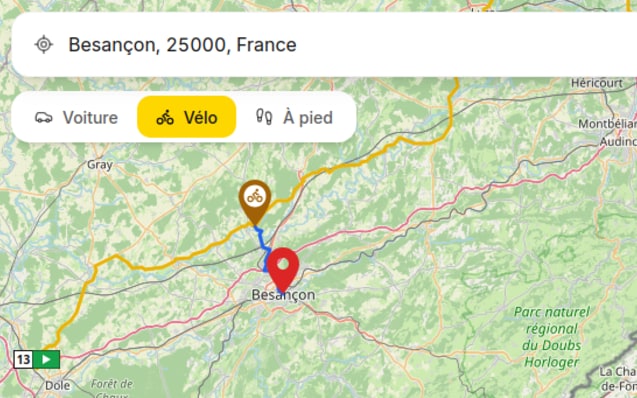 Besançon, 25000, France
Héricourt
Voiture
Vélo
À pied
Gray
Besançon
Parc naturel
régional
du Doubs
Horloger
13
Dole
Forêt de